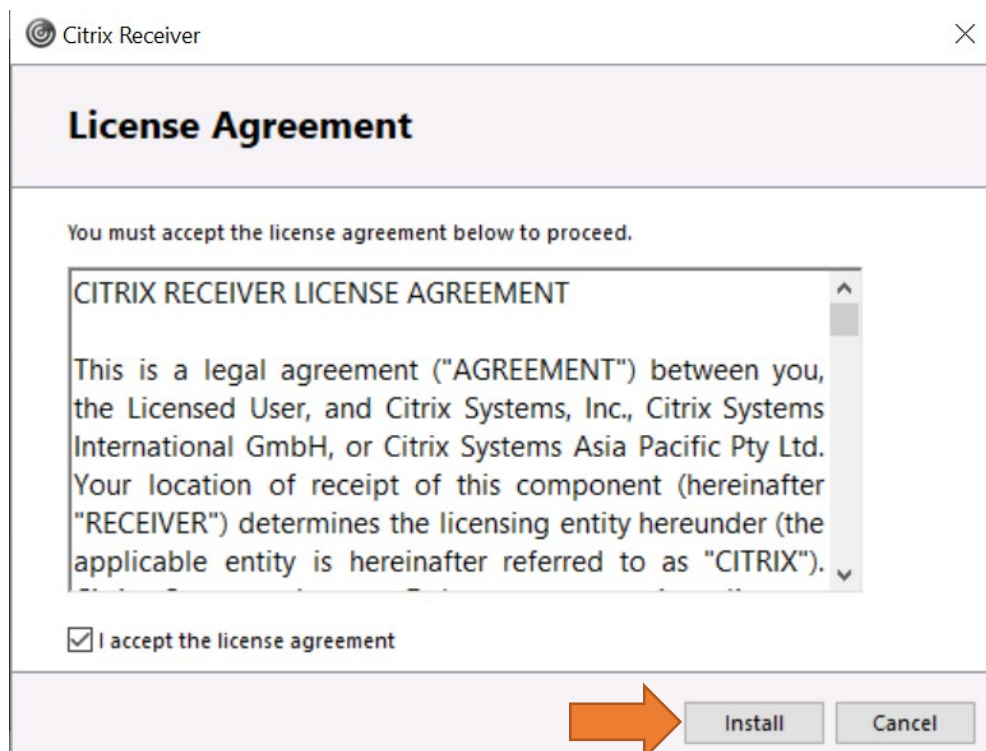 Citrix Receiver
License Agreement
You must accept the license agreement below to proceed.
CITRIX RECEIVER LICENSE AGREEMENT
This is a legal agreement ("AGREEMENT") between you,
the Licensed User, and Citrix Systems, Inc., Citrix Systems
International GmbH, or Citrix Systems Asia Pacific Pty Ltd.
Your location of receipt of this component (hereinafter
"RECEIVER") determines the licensing entity hereunder (the
applicable entity is hereinafter referred to as "CITRIX").
I accept the license agreement
Install Cancel